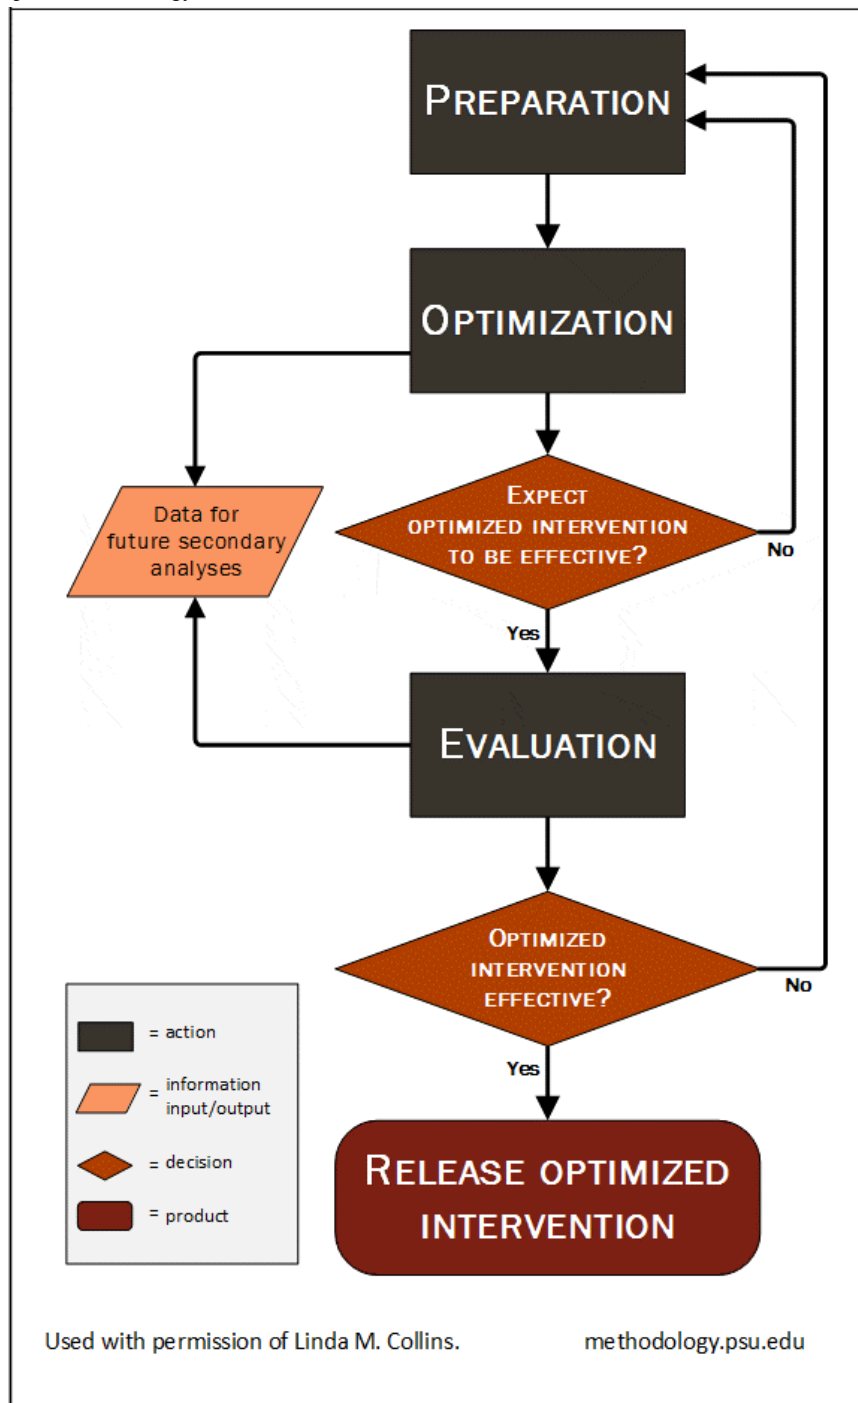 PREPARATION
OPTIMIZATION
EXPECT
OPTIMIZED INTERVENTION
TO BE EFFECTIVE?
No
Data for
future secondary
analyses
Yes
EVALUATION
OPTIMIZED
INTERVENTION
EFFECTIVE?
No
Yes
RELEASE OPTIMIZED
INTERVENTION
= action
= information
input/output
= decision
= product
Used with permission of Linda M. Collins.
methodology.psu.edu